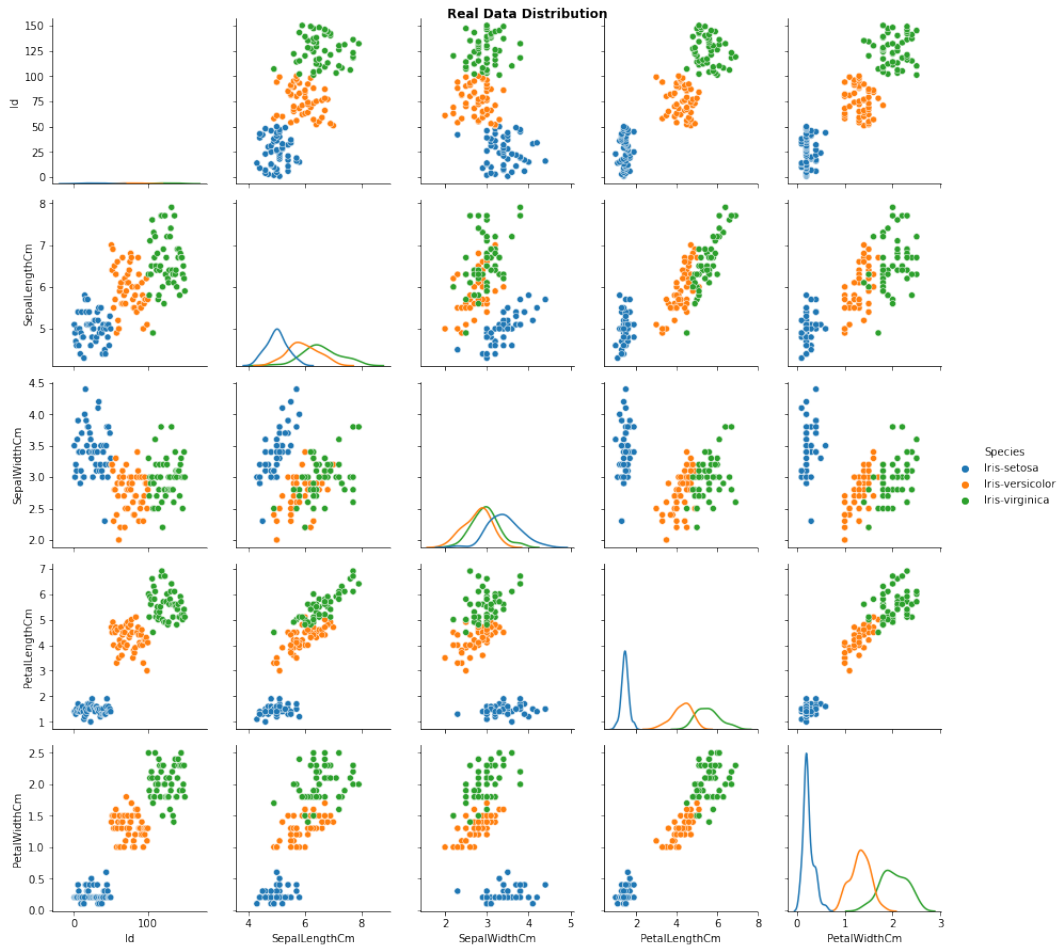 Real Data Distribution
150
125
100
75
50
25
0
Id
8
7
6
5
SepalLengthCm
4.5
4.0
3.5
3.0
2.5
2.0
SepalWidthCm
Species
Iris-setosa
Iris-versicolor
Iris-virginica
7
6
5
4
3
2
1
PetalLengthCm
2.5
2.0
1.5
1.0
0.5
0.0
PetalWidthCm
0 100
Id
4 6 8
SepalLengthCm
2 3 4 5
SepalWidthCm
2 4 6 8
PetalLengthCm
0 1 2 3
PetalWidthCm